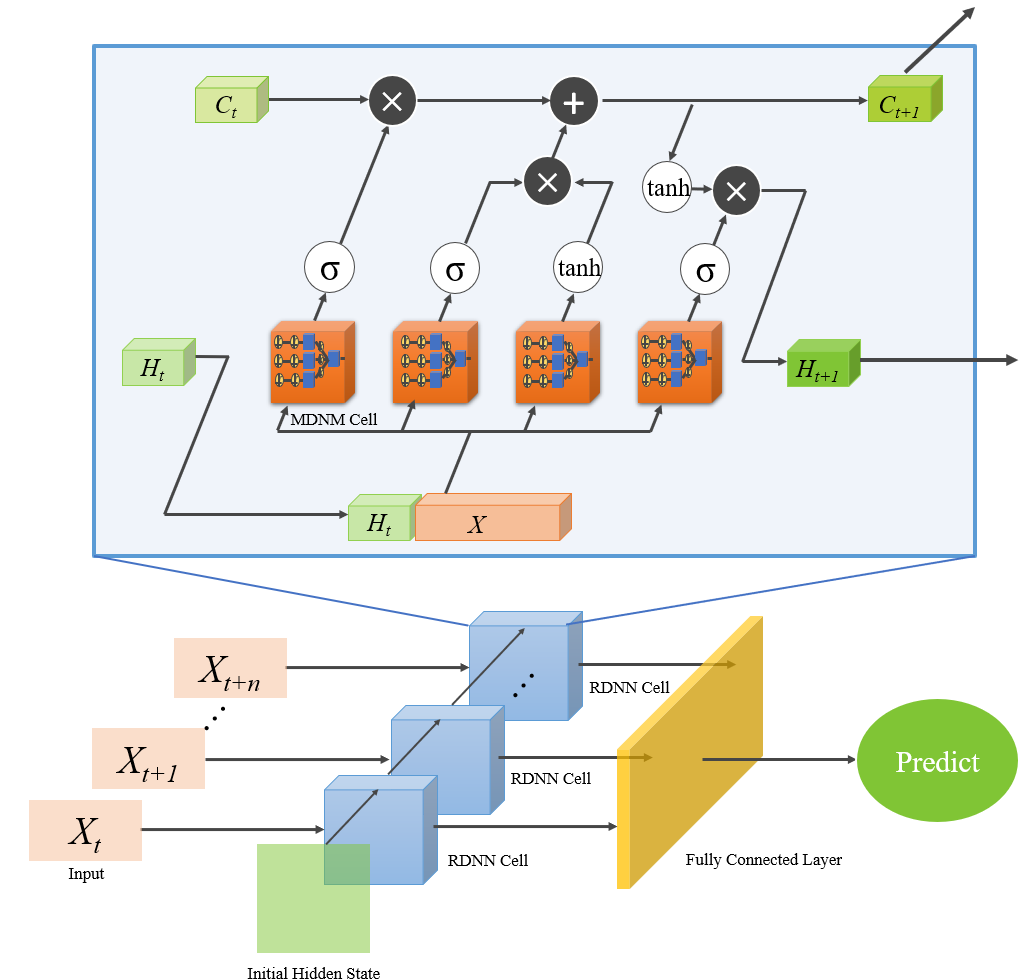 C_t
×
+
C_{t+1}
×
tanh
×
σ
σ
tanh
σ
H_t
H_{t+1}
MDNM Cell
H_t
X
X_{t+n}
RDNN Cell
X_{t+1}
RDNN Cell
Predict
X_t
RDNN Cell
Fully Connected Layer
Input
Initial Hidden State